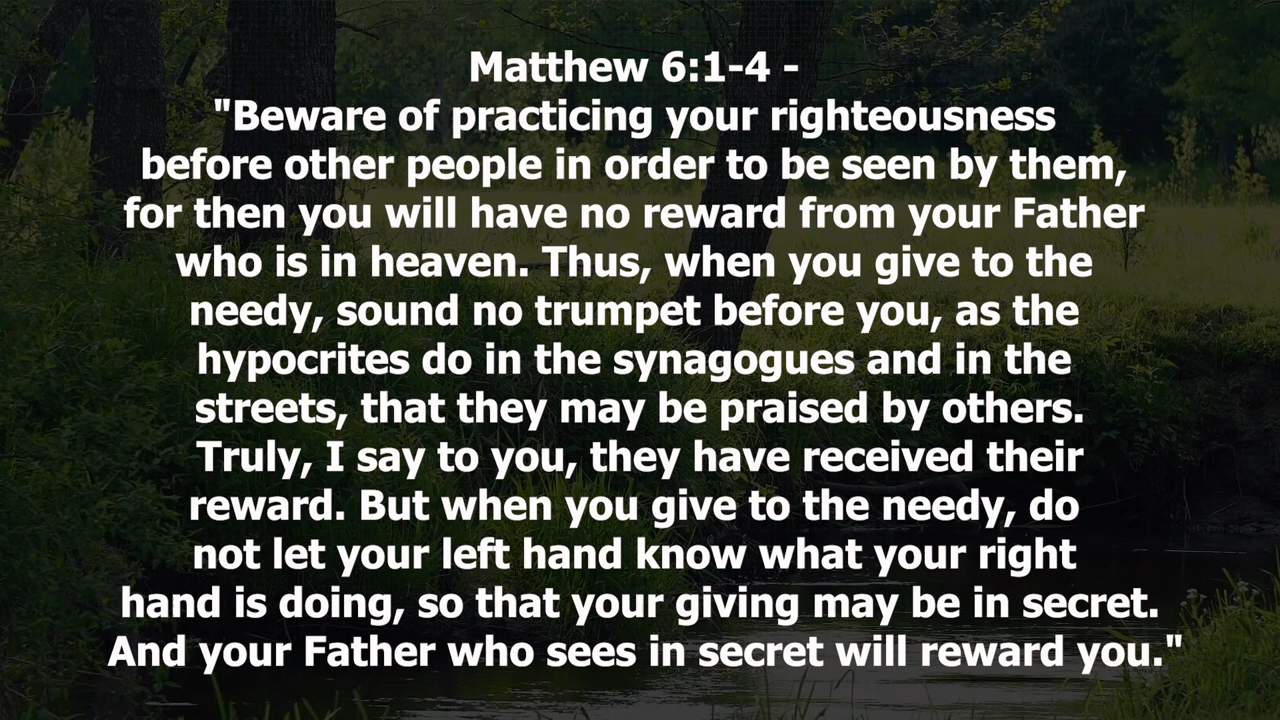 Matthew 6:1-4 -
"Beware of practicing your righteousness
before other people in order to be seen by them,
for then you will have no reward from your Father
who is in heaven. Thus, when you give to the
needy, sound no trumpet before you, as the
hypocrites do in the synagogues and in the
streets, that they may be praised by others.
Truly, I say to you, they have received their
reward. But when you give to the needy, do
not let your left hand know what your right
hand is doing, so that your giving may be in secret.
And your Father who sees in secret will reward you."